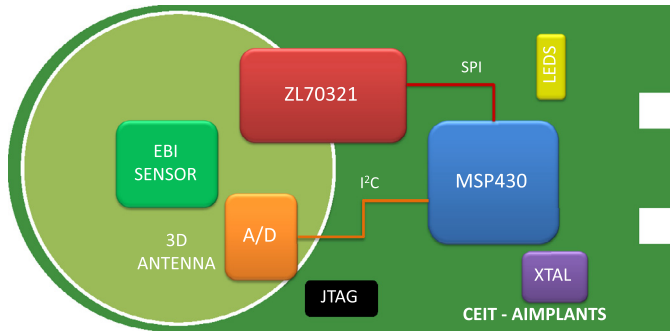 LEDS
SPI
ZL70321
EBI
SENSOR
I²C
MSP430
A/D
3D
ANTENNA
XTAL
JTAG
CEIT - AIMPLANTS